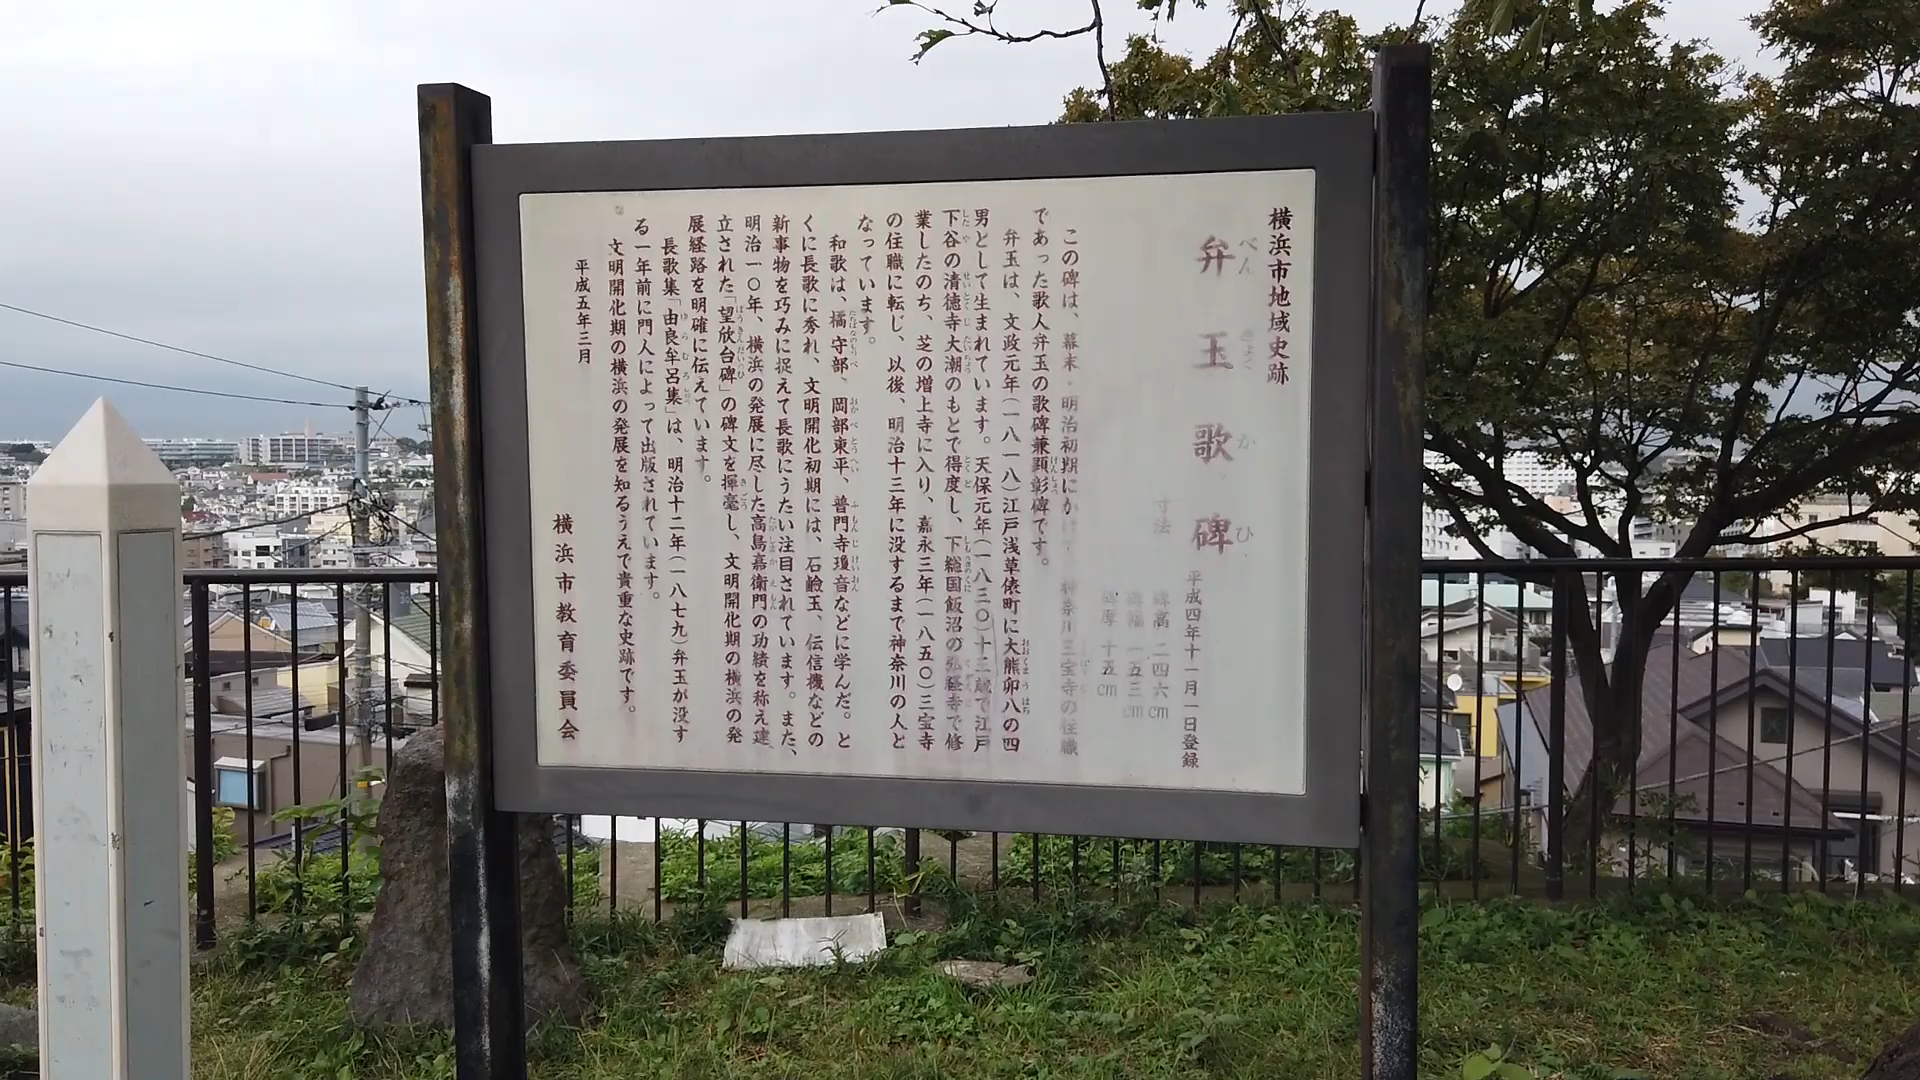 横浜市地域史跡
弁玉歌碑
べんぎょくかひ
平成四年十一月一日登録
寸法
碑高 二四六cm
碑幅 一五三cm
碑厚 十五cm
この碑は、幕末・明治初期にかけて 神奈川三宝寺の住職
であった歌人弁玉の歌碑兼顕彰碑です。
弁玉は、文政元年(一八一八)江戸浅草俵町に大熊卯八の四
男として生まれています。天保元年(一八三〇)十三歳で江戸
下谷の清徳寺大潮のもとで得度し、下総国飯沼の弘経寺で修
業したのち、芝の増上寺に入り、嘉永三年(一八五〇)三宝寺
の住職に転じ、以後、明治十三年に没するまで神奈川の人と
なっています。
和歌は、橘守部、岡部東平、普門寺瓊音などに学んだ。と
くに長歌に秀れ、文明開化初期には、石鹼玉、伝信機などの
新事物を巧みに捉えて長歌にうたい注目されています。また、
明治一〇年、横浜の発展に尽した高島嘉衛門の功績を称え建
立された「望欣台碑」の碑文を揮毫し、文明開化期の横浜の発
展経路を明確に伝えています。
長歌集「由良牟呂集」は、明治十二年(一八七九)弁玉が没す
る一年前に門人によって出版されています。
文明開化期の横浜の発展を知るうえで貴重な史跡です。
平成五年三月
横浜市教育委員会